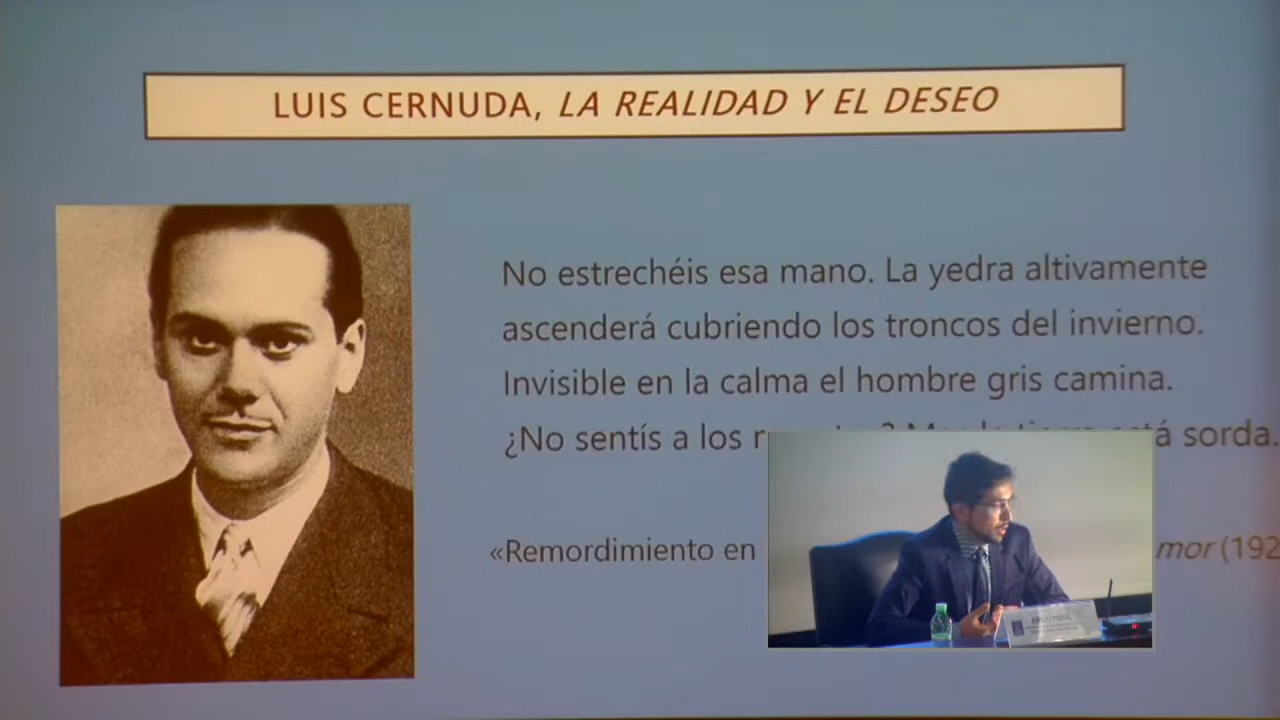 LUIS CERNUDA, LA REALIDAD Y EL DESEO
No estrechéis esa mano. La yedra altivamente
ascenderá cubriendo los troncos del invierno.
Invisible en la calma el hombre gris camina.
¿No sentís a los sorda.
«Remordimiento en (192